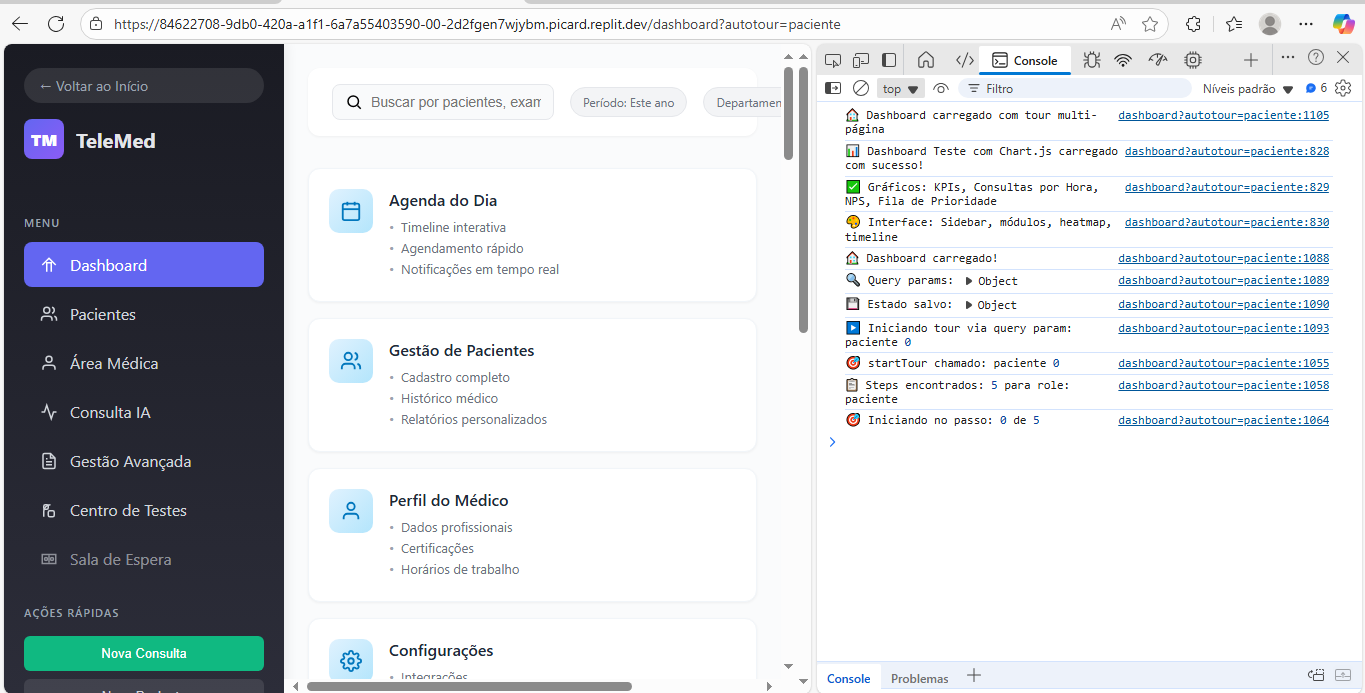 https://84622708-9db0-420a-a1f1-6a7a55403590-00-2d2fgen7wjybm.picard.replit.dev/dashboard?autotour=paciente
← Voltar ao Início
TM TeleMed
MENU
Dashboard
Pacientes
Área Médica
Consulta IA
Gestão Avançada
Centro de Testes
Sala de Espera
AÇÕES RÁPIDAS
Nova Consulta
Buscar por pacientes, exam
Período: Este ano
Departamen
Agenda do Dia
• Timeline interativa
• Agendamento rápido
• Notificações em tempo real
Gestão de Pacientes
• Cadastro completo
• Histórico médico
• Relatórios personalizados
Perfil do Médico
• Dados profissionais
• Certificações
• Horários de trabalho
Configurações
• Integrações
Console
top
Filtro
Níveis padrão
6
🏠 Dashboard carregado com tour multi- dashboard?autotour=paciente:1105
página
📊 Dashboard Teste com Chart.js carregado dashboard?autotour=paciente:828
com sucesso!
✅ Gráficos: KPIs, Consultas por Hora, dashboard?autotour=paciente:829
NPS, Fila de Prioridade
🎨 Interface: Sidebar, módulos, heatmap, dashboard?autotour=paciente:830
timeline
🏠 Dashboard carregado! dashboard?autotour=paciente:1088
🔍 Query params: ▶ Object dashboard?autotour=paciente:1089
💾 Estado salvo: ▶ Object dashboard?autotour=paciente:1090
▶️ Iniciando tour via query param: dashboard?autotour=paciente:1093
paciente 0
🎯 startTour chamado: paciente 0 dashboard?autotour=paciente:1055
📋 Steps encontrados: 5 para role: dashboard?autotour=paciente:1058
paciente
🎯 Iniciando no passo: 0 de 5 dashboard?autotour=paciente:1064
Console
Problemas